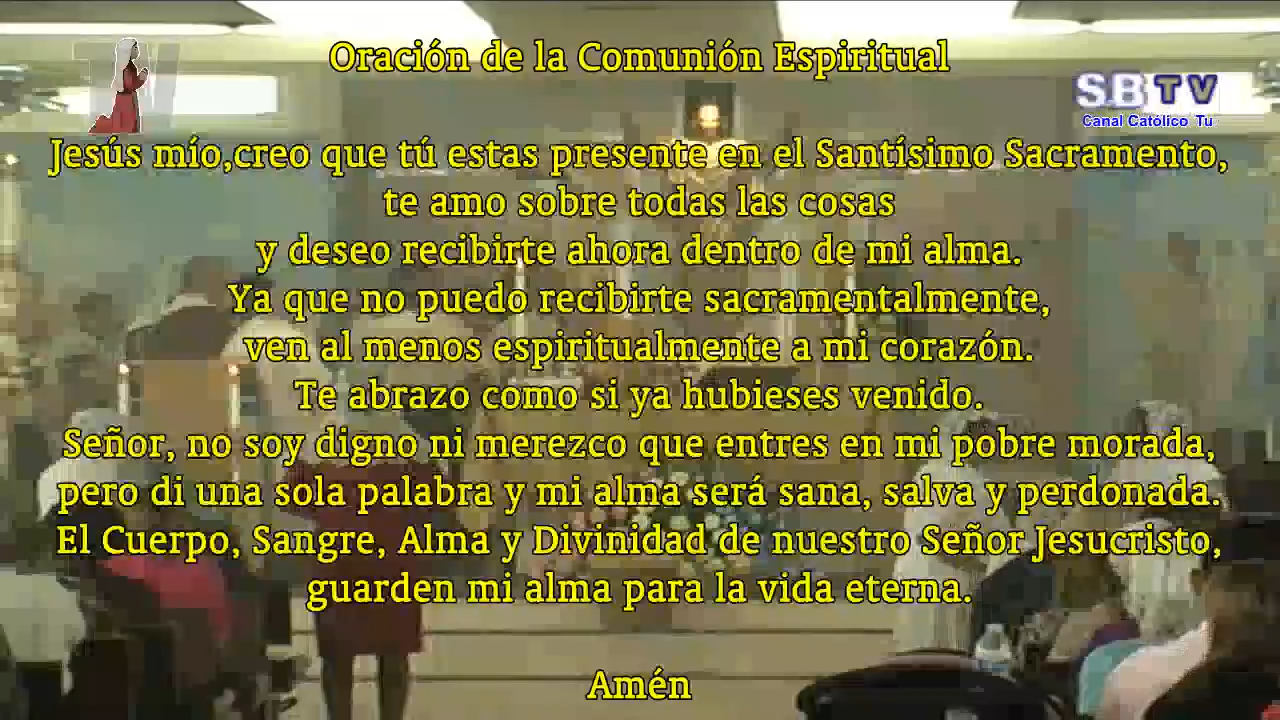 Oración de la Comunión Espiritual
SBTV
Canal Católico Tu
Jesús mío,creo que tú estas presente en el Santísimo Sacramento,
te amo sobre todas las cosas
y deseo recibirte ahora dentro de mi alma.
Ya que no puedo recibirte sacramentalmente,
ven al menos espiritualmente a mi corazón.
Te abrazo como si ya hubieses venido.
Señor, no soy digno ni merezco que entres en mi pobre morada,
pero di una sola palabra y mi alma será sana, salva y perdonada.
El Cuerpo, Sangre, Alma y Divinidad de nuestro Señor Jesucristo,
guarden mi alma para la vida eterna.
Amén